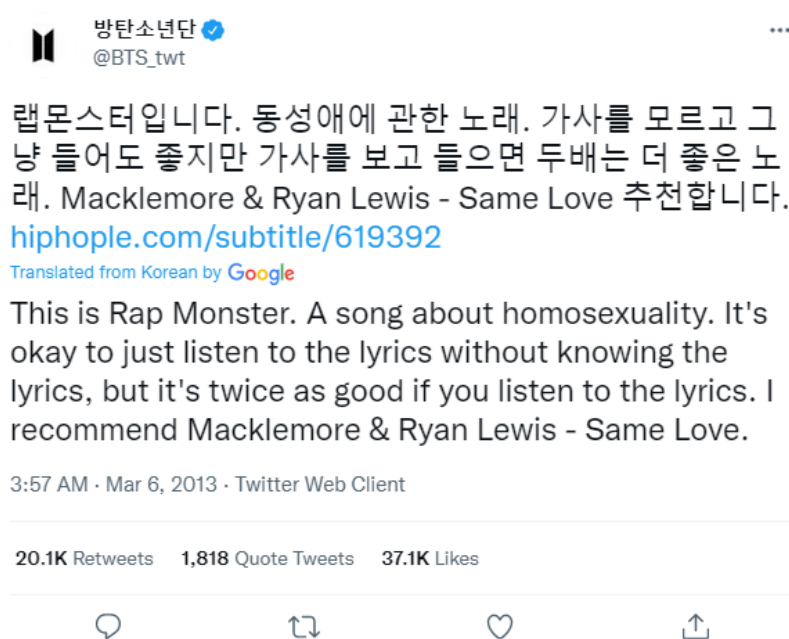 방탄소년단
@BTS_twt
랩몬스터입니다. 동성애에 관한 노래. 가사를 모르고 그
냥 들어도 좋지만 가사를 보고 들으면 두배는 더 좋은 노
래. Macklemore & Ryan Lewis - Same Love 추천합니다.
hiphople.com/subtitle/619392
Translated from Korean by Google
This is Rap Monster. A song about homosexuality. It's
okay to just listen to the lyrics without knowing the
lyrics, but it's twice as good if you listen to the lyrics. I
recommend Macklemore & Ryan Lewis - Same Love.
3:57 AM · Mar 6, 2013 · Twitter Web Client
20.1K Retweets 1,818 Quote Tweets 37.1K Likes